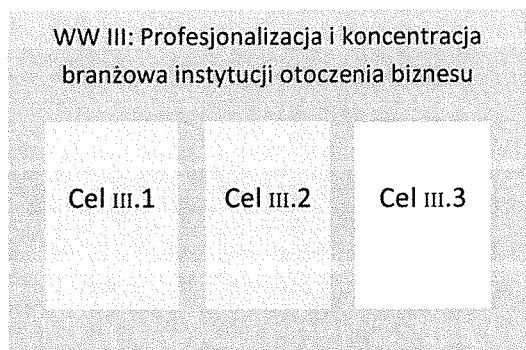 WW III: Profesjonalizacja i koncentracja
branżowa instytucji otoczenia biznesu
Cel III.1 Cel III.2 Cel III.3